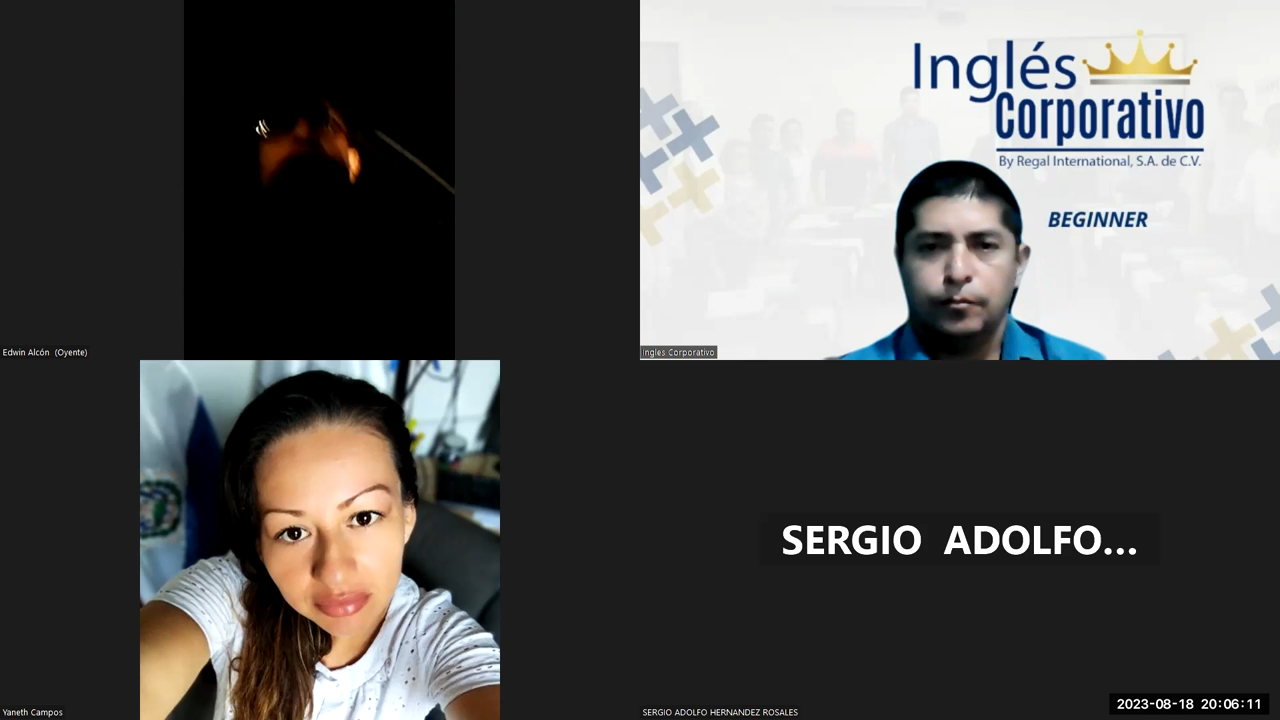 Inglés
Corporativo
By Regal International, S.A. de C.V.
BEGINNER
Edwin Alcón (Oyente)
Ingles Corporativo
SERGIO ADOLFO...
Yaneth Campos
SERGIO ADOLFO HERNANDEZ ROSALES
2023-08-18 20:06:11